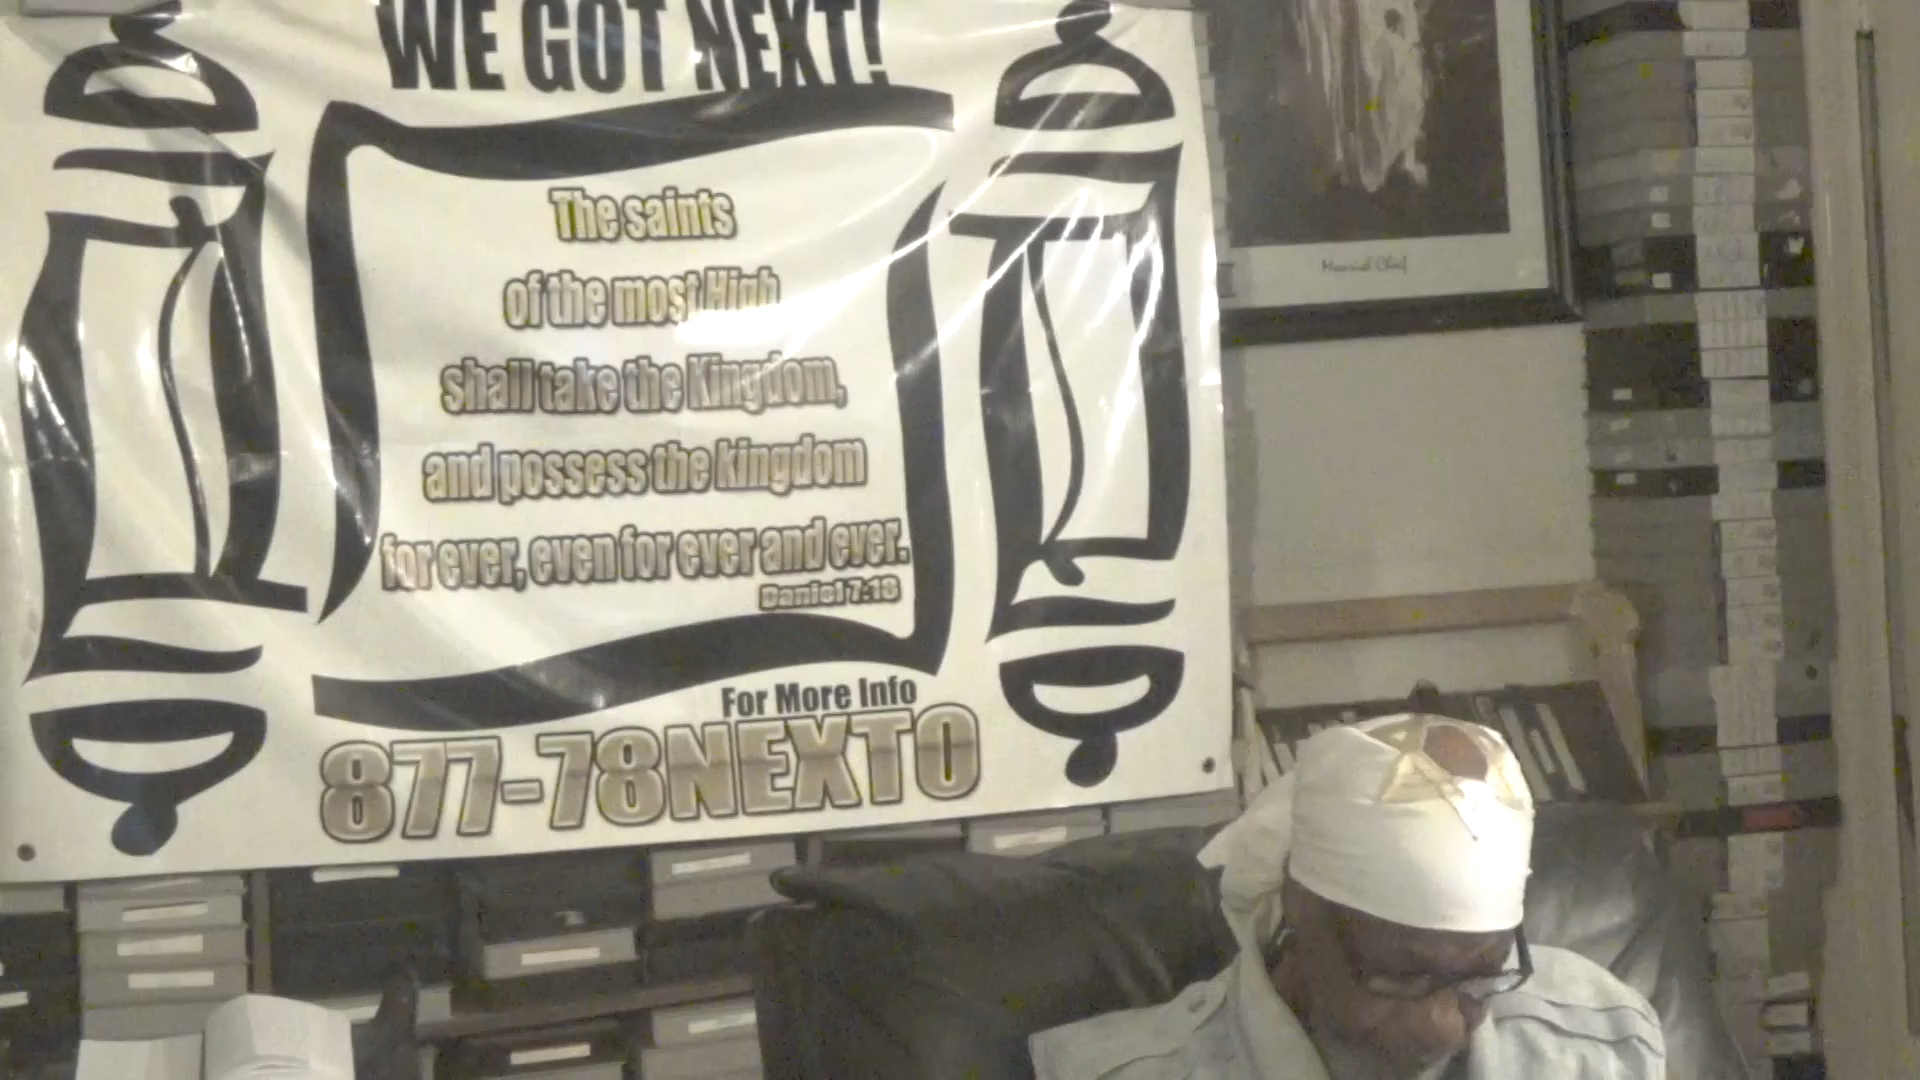 WE GOT NEXT!
The saints
of the most High
shall take the Kingdom,
and possess the kingdom
for ever, even for ever and ever.
Daniel 7:18
For More Info
877-78NEXT0